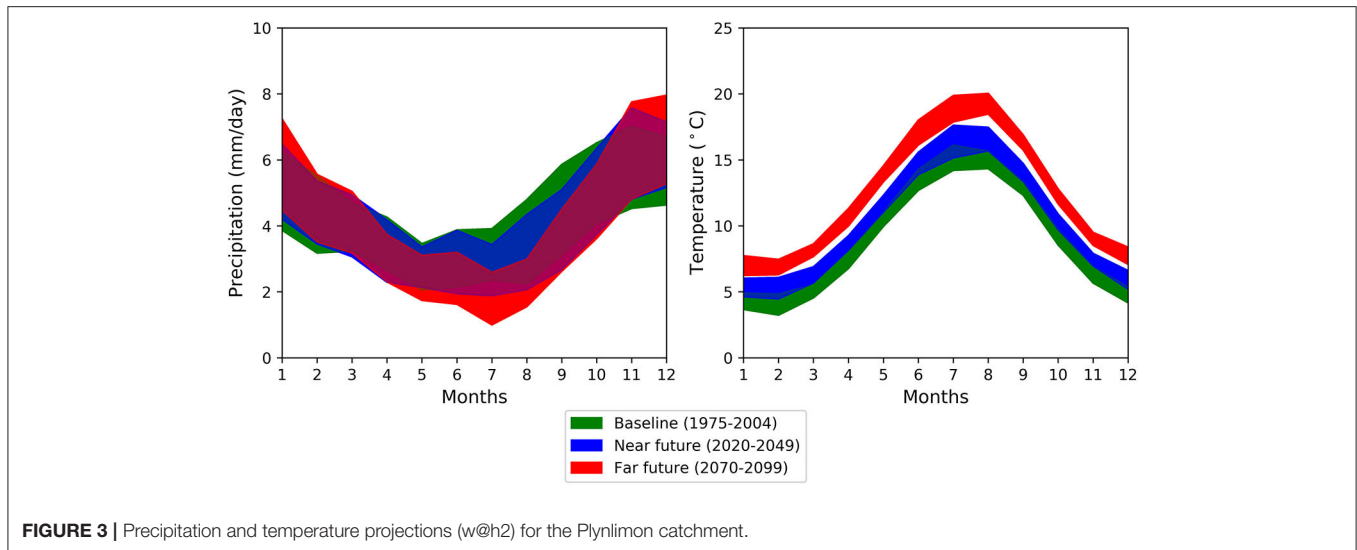 10
8
6
4
2
0
Precipitation (mm/day)
1 2 3 4 5 6 7 8 9 10 11 12
Months
25
20
15
10
5
0
Temperature (°C)
1 2 3 4 5 6 7 8 9 10 11 12
Months
Baseline (1975-2004)
Near future (2020-2049)
Far future (2070-2099)
FIGURE 3 | Precipitation and temperature projections (w@h2) for the Plynlimon catchment.